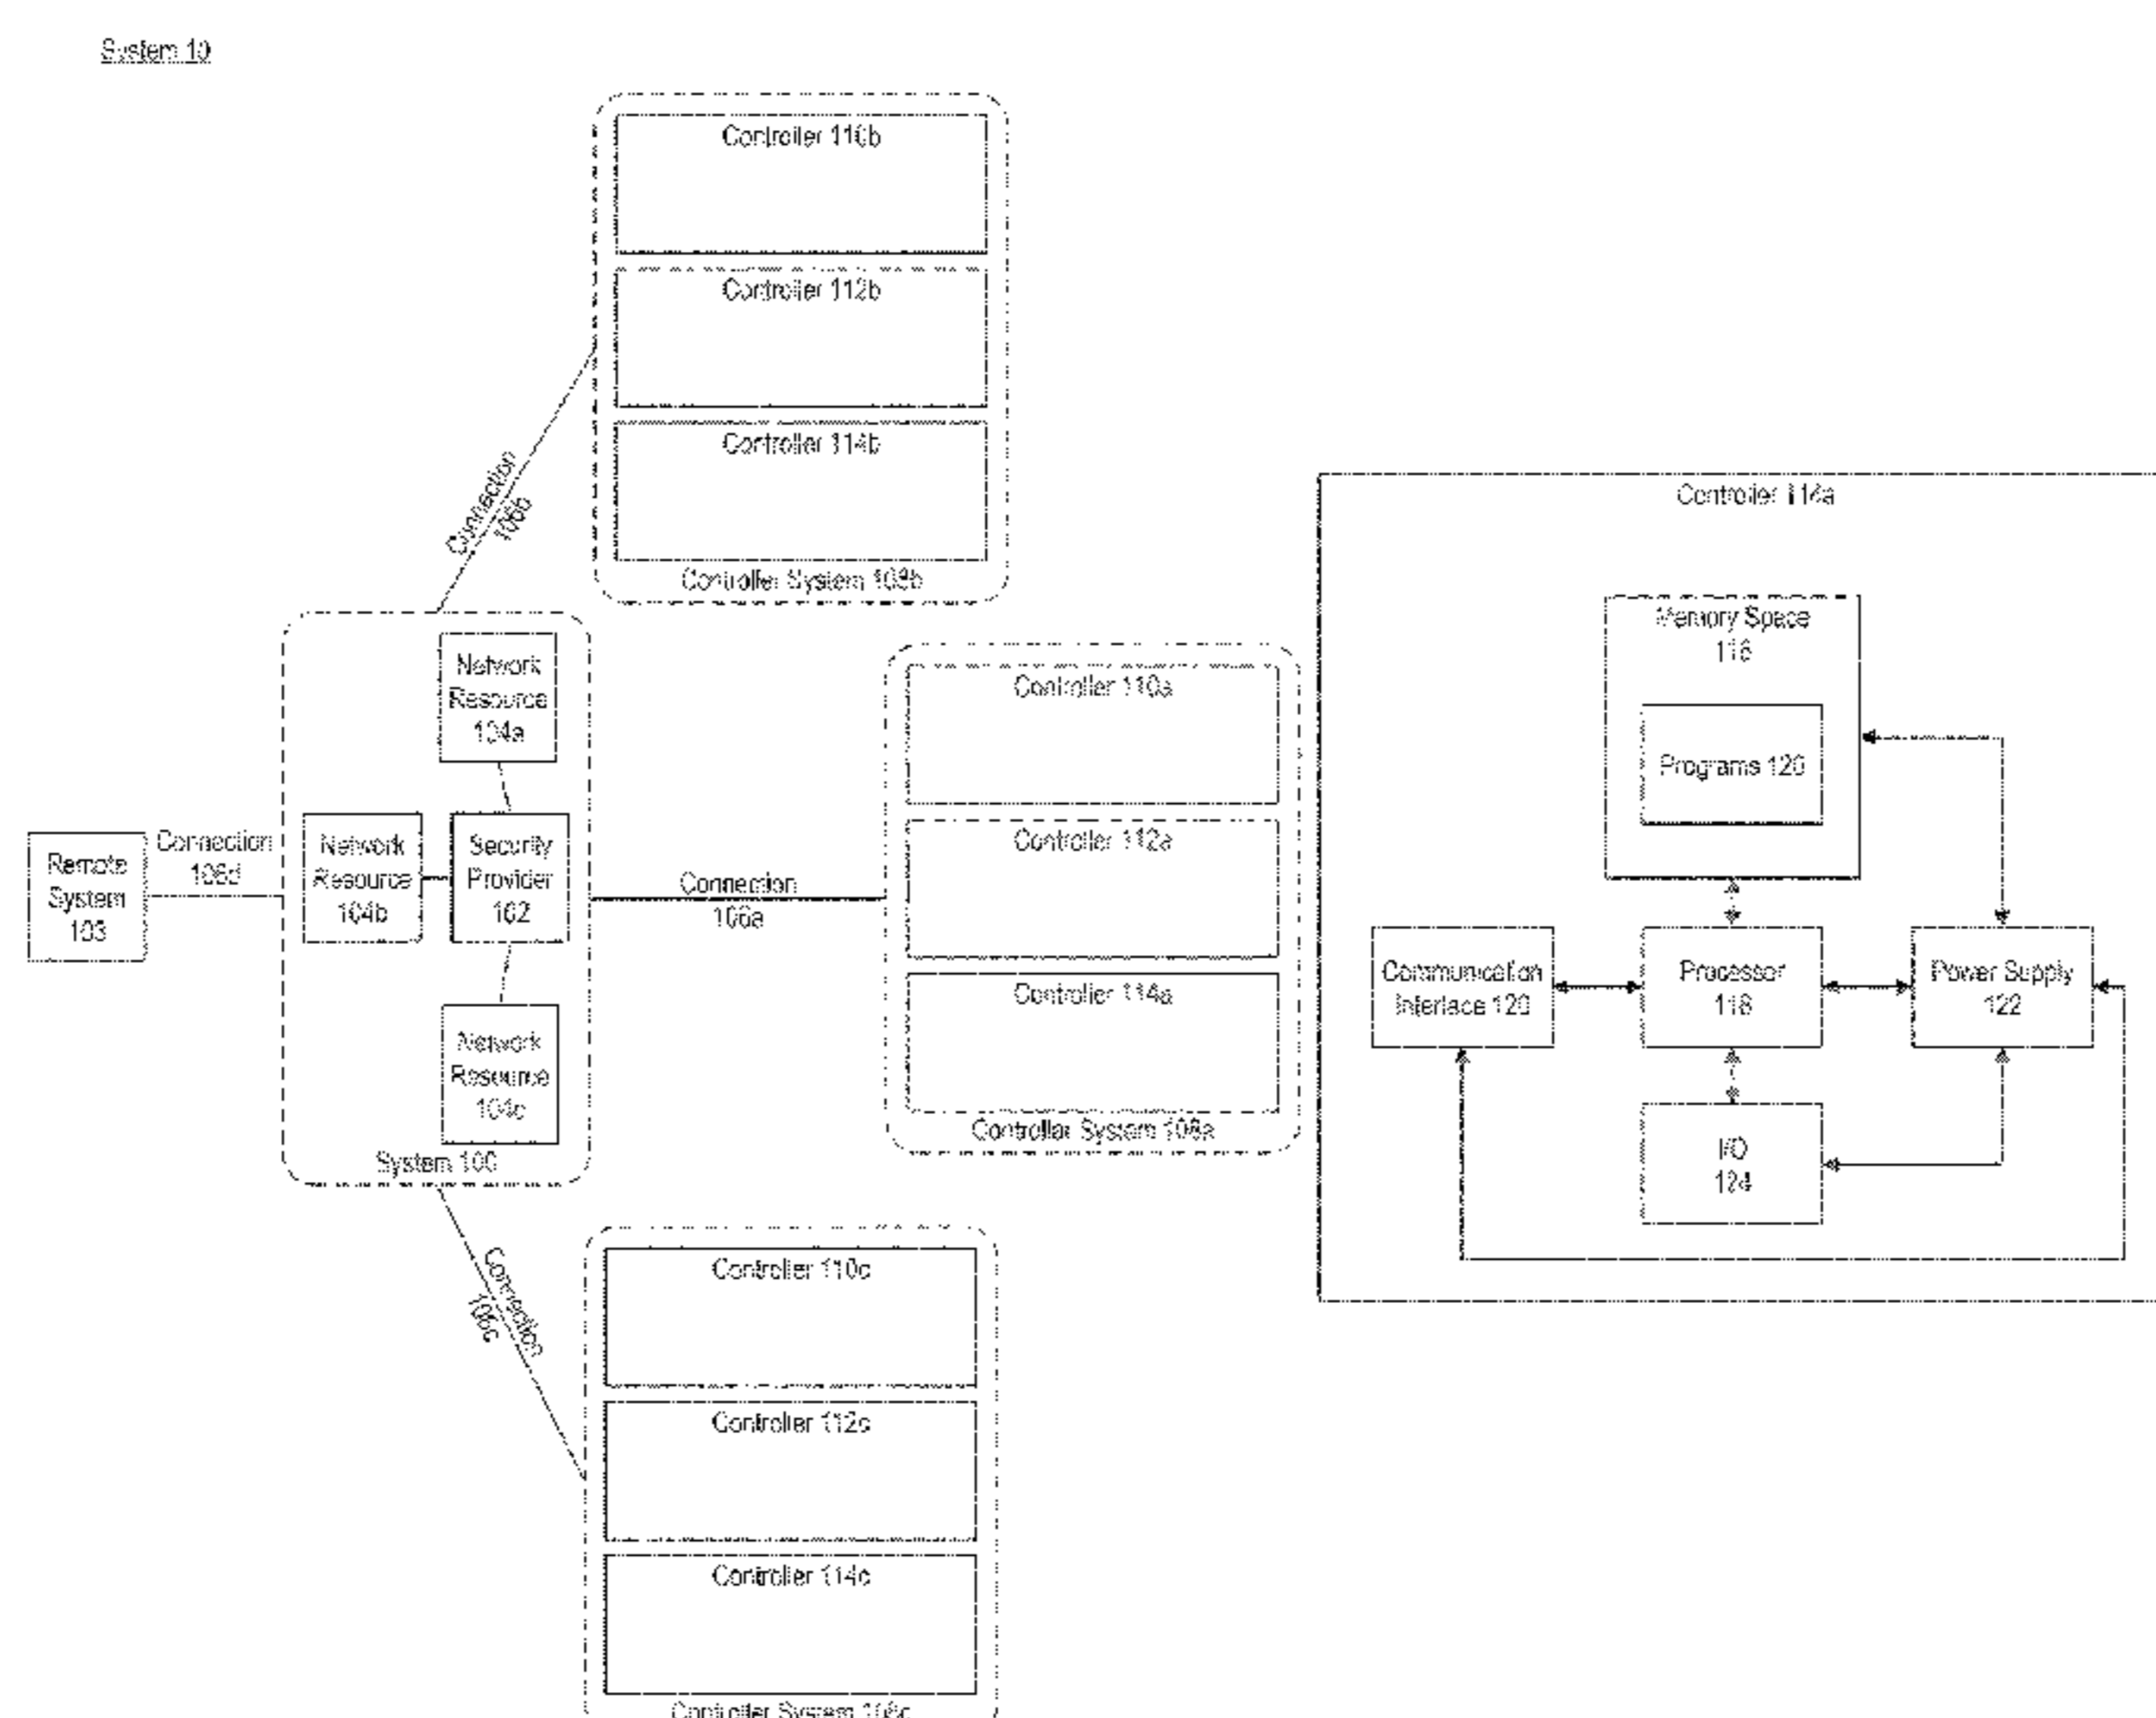 System 10
Controller 110b
Controller 112b
Controller 114b
Controller System 108b
Connection
106b
Network
Resource
104a
Remote
System
103
Connection
106d
Network
Resource
104b
Security
Provider
102
Network
Resource
104c
System 100
Connection
106a
Controller 110a
Controller 112a
Controller 114a
Controller System 108a
Connection
106c
Controller 110c
Controller 112c
Controller 114c
Controller System 108c
Controller 114a
Memory Space
116
Programs 120
Communication
Interface 120
Processor
118
Power Supply
122
I/O
124